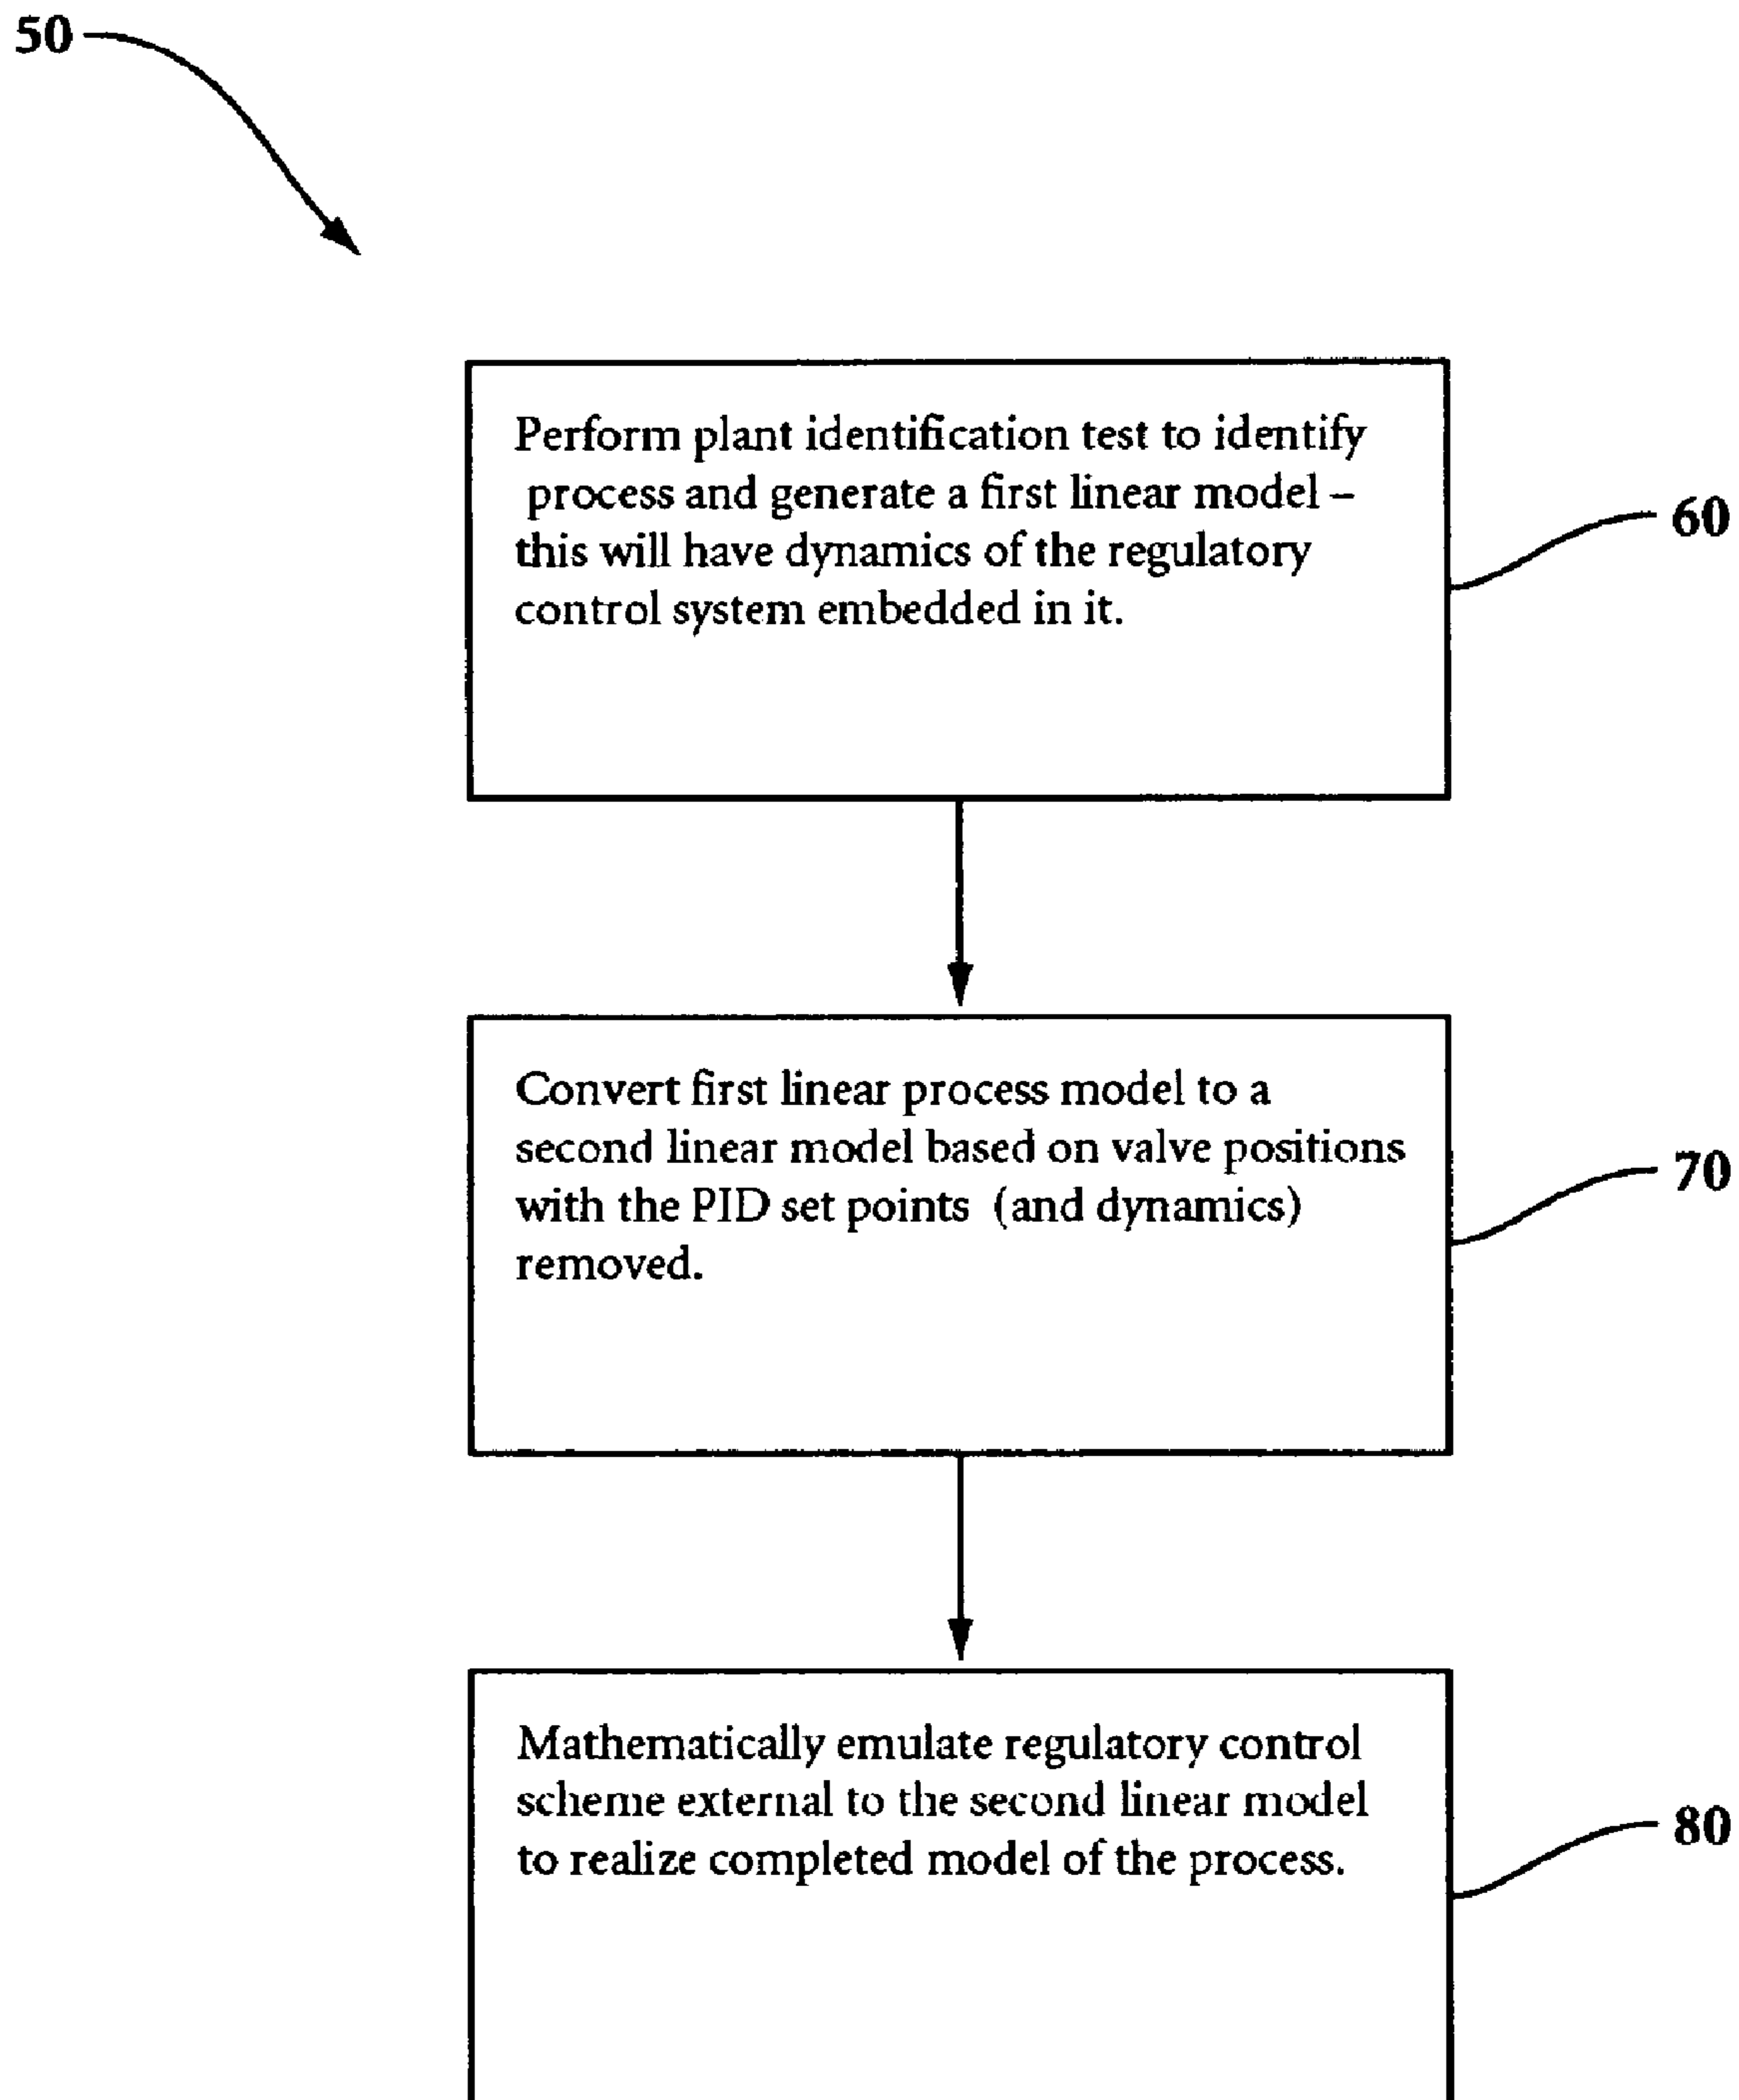 50
Perform plant identification test to identify
process and generate a first linear model –
this will have dynamics of the regulatory
control system embedded in it.
60
Convert first linear process model to a
second linear model based on valve positions
with the PID set points (and dynamics)
removed.
70
Mathematically emulate regulatory control
scheme external to the second linear model
to realize completed model of the process.
80